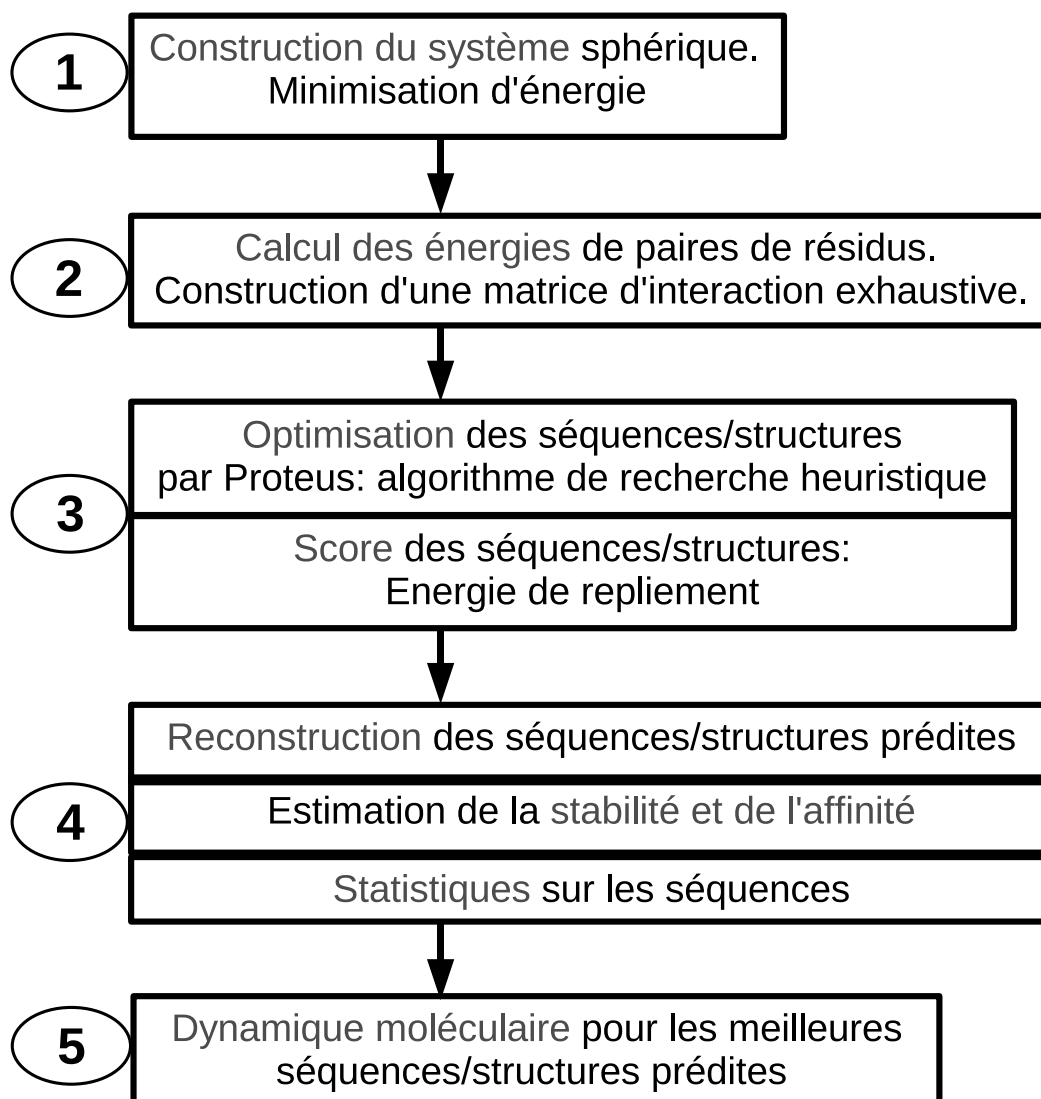 1
Construction du système sphérique.
Minimisation d'énergie
2
Calcul des énergies de paires de résidus.
Construction d'une matrice d'interaction exhaustive.
3
Optimisation des séquences/structures
par Proteus: algorithme de recherche heuristique
Score des séquences/structures:
Energie de repliement
4
Reconstruction des séquences/structures prédites
Estimation de la stabilité et de l'affinité
Statistiques sur les séquences
5
Dynamique moléculaire pour les meilleures
séquences/structures prédites